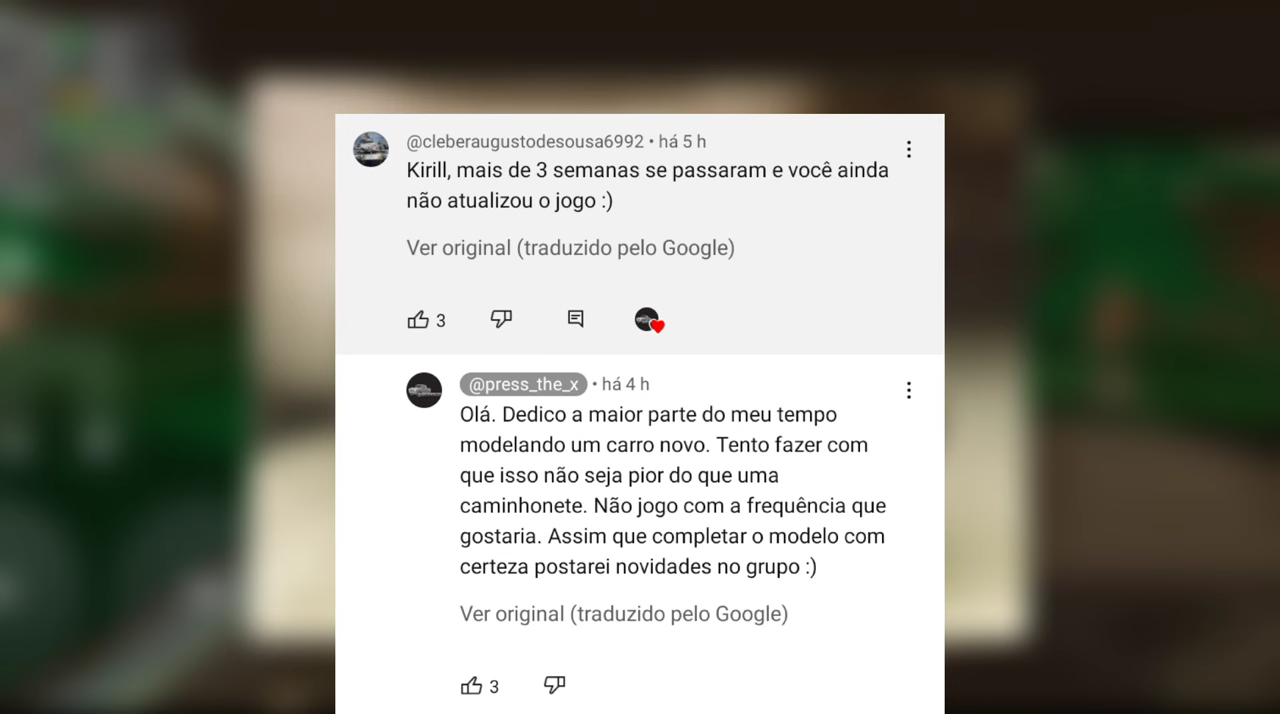 @cleberaugustodesousa6992 • há 5 h
Kirill, mais de 3 semanas se passaram e você ainda
não atualizou o jogo :)
Ver original (traduzido pelo Google)
3
@press_the_x • há 4 h
Olá. Dedico a maior parte do meu tempo
modelando um carro novo. Tento fazer com
que isso não seja pior do que uma
caminhonete. Não jogo com a frequência que
gostaria. Assim que completar o modelo com
certeza postarei novidades no grupo :)
Ver original (traduzido pelo Google)
3